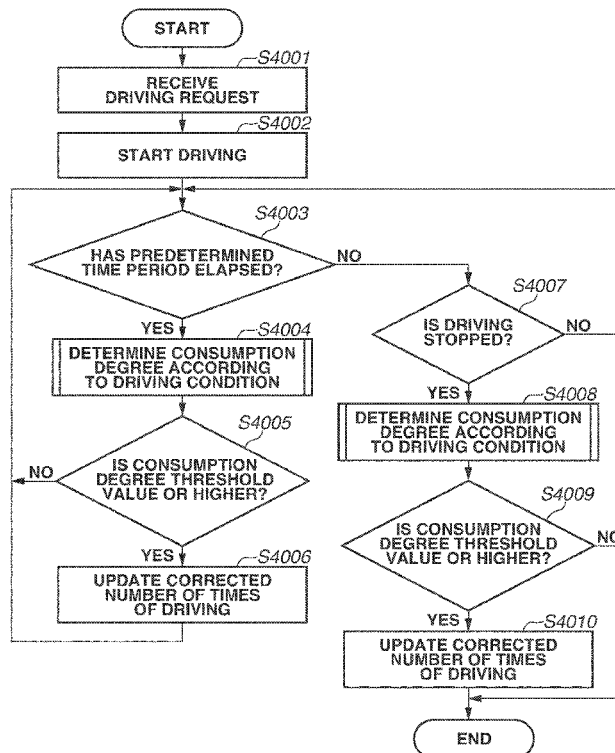 START
S4001
RECEIVE
DRIVING REQUEST
S4002
START DRIVING
S4003
HAS PREDETERMINED
TIME PERIOD ELAPSED?
NO
YES
S4004
DETERMINE CONSUMPTION
DEGREE ACCORDING
TO DRIVING CONDITION
S4005
IS CONSUMPTION
DEGREE THRESHOLD
VALUE OR HIGHER?
NO
YES
S4006
UPDATE CORRECTED
NUMBER OF TIMES
OF DRIVING
S4007
IS DRIVING
STOPPED?
NO
YES
S4008
DETERMINE CONSUMPTION
DEGREE ACCORDING
TO DRIVING CONDITION
S4009
IS CONSUMPTION
DEGREE THRESHOLD
VALUE OR HIGHER?
NO
YES
S4010
UPDATE CORRECTED
NUMBER OF TIMES
OF DRIVING
END